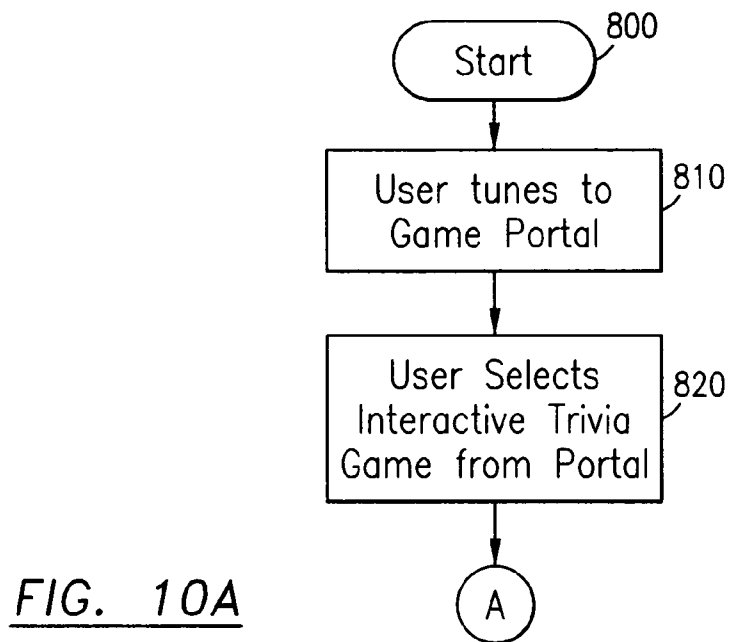 800
Start
810
User tunes to
Game Portal
820
User Selects
Interactive Trivia
Game from Portal
A
FIG. 10A